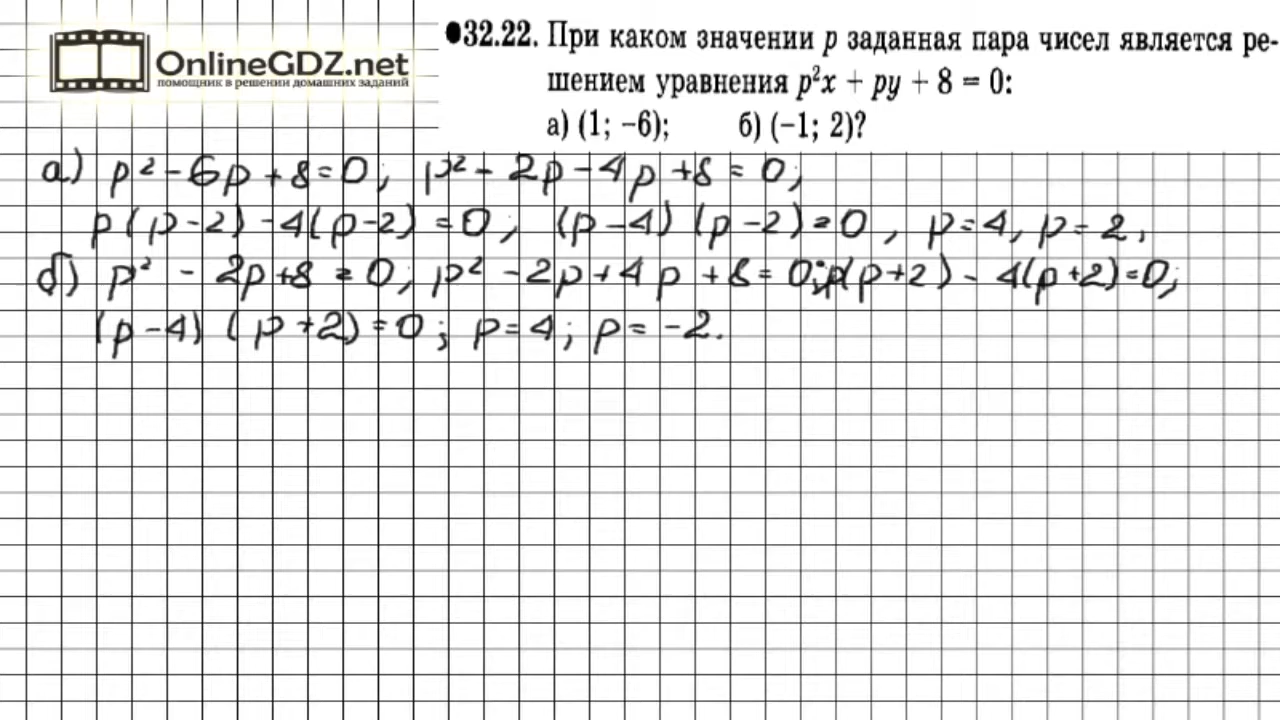 OnlineGDZ.net
помощник в решении домашних заданий
32.22. При каком значении p заданная пара чисел является ре-
шением уравнения p²x + py + 8 = 0:
а) (1; −6); б) (−1; 2)?
а) p² - 6p + 8 = 0; p² - 2p - 4p + 8 = 0;
p(p-2) - 4(p-2) = 0; (p-4)(p-2) = 0, p = 4, p = 2.
б) p² - 2p + 8 = 0; p² - 2p + 4p + 8 = 0; p(p+2) - 4(p+2) = 0;
(p-4)(p+2) = 0; p = 4; p = -2.